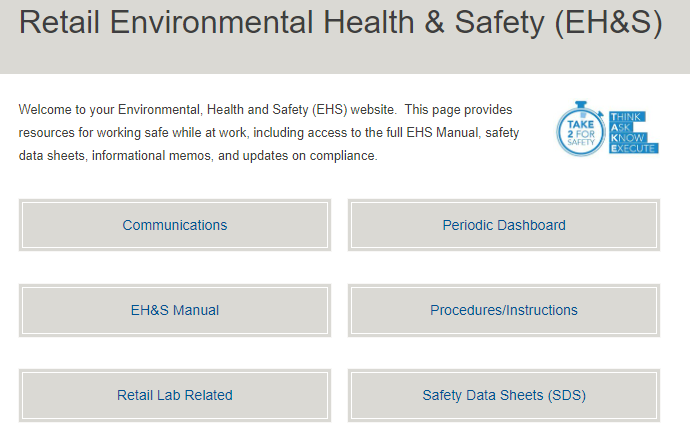 Retail Environmental Health & Safety (EH&S)
Welcome to your Environmental, Health and Safety (EHS) website.  This page provides
resources for working safe while at work, including access to the full EHS Manual, safety
data sheets, informational memos, and updates on compliance.
TAKE
2 FOR
SAFETY
THINK
ASK
KNOW
EXECUTE
Communications
Periodic Dashboard
EH&S Manual
Procedures/Instructions
Retail Lab Related
Safety Data Sheets (SDS)